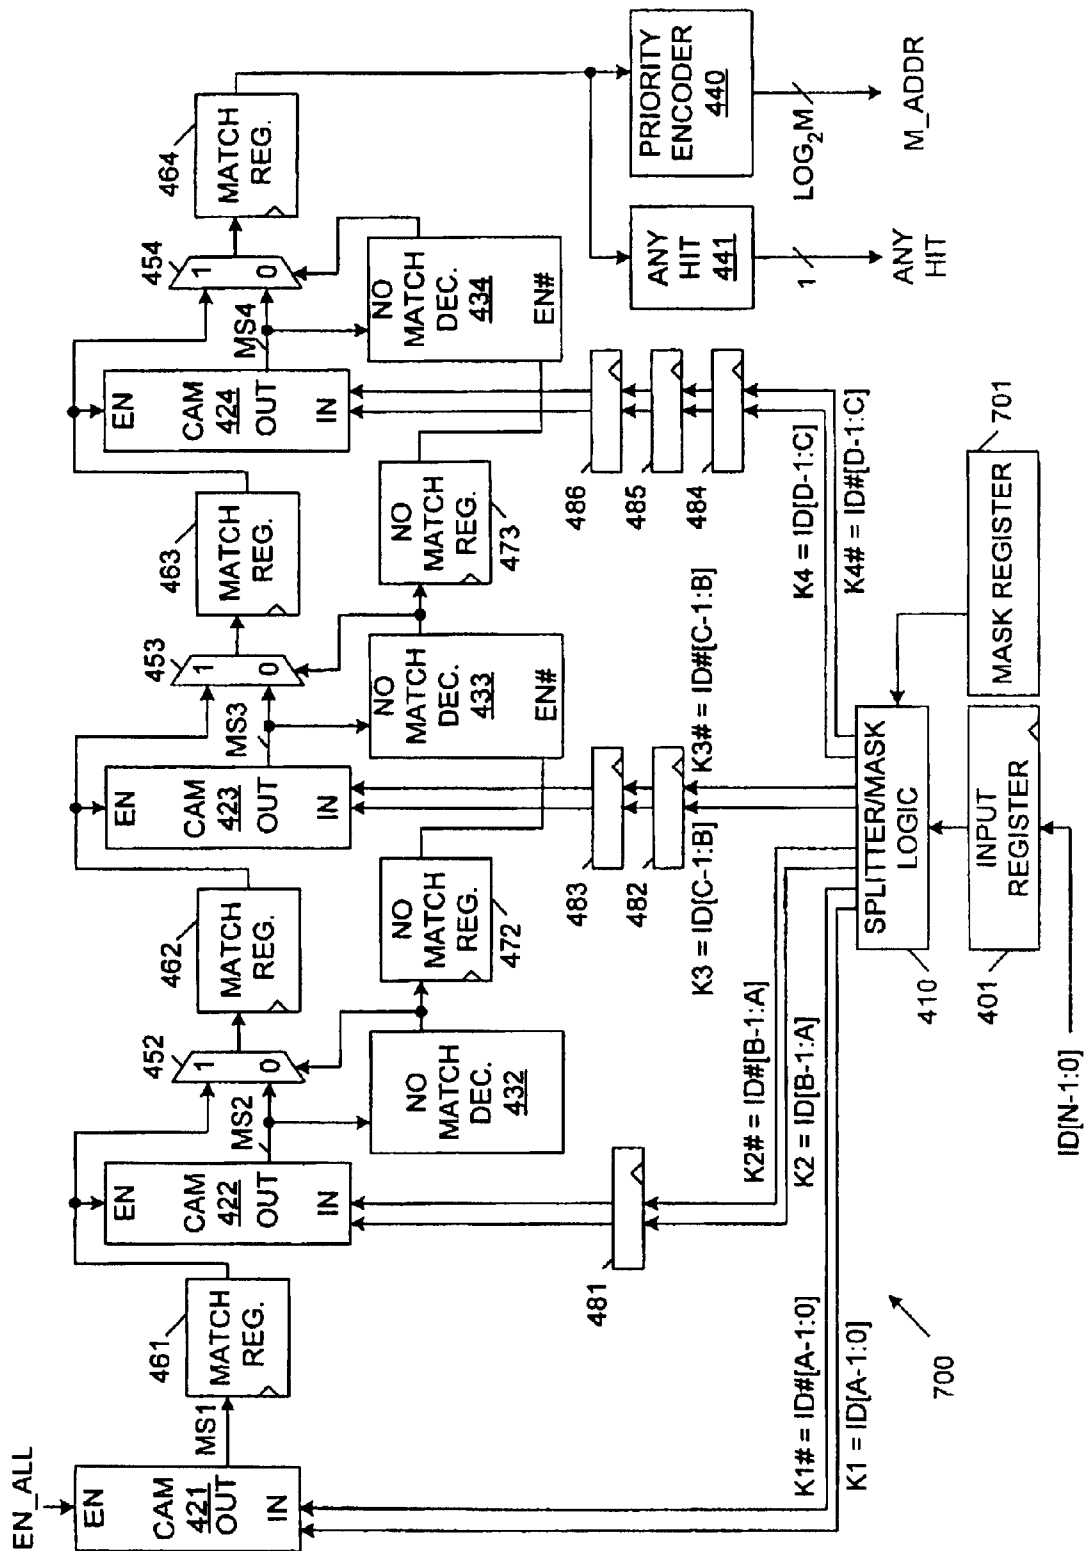 EN_ALL
EN
CAM
421
OUT
IN
MS1
461
MATCH
REG.
EN
CAM
422
OUT
IN
MS2
452
1
0
462
MATCH
REG.
NO
MATCH
DEC.
432
NO
MATCH
REG.
472
481
EN
CAM
423
OUT
IN
MS3
453
1
0
463
MATCH
REG.
NO
MATCH
DEC.
433
EN#
NO
MATCH
REG.
473
483
482
EN
CAM
424
OUT
IN
MS4
454
1
0
464
MATCH
REG.
NO
MATCH
DEC.
434
EN#
486
485
484
PRIORITY
ENCODER
440
LOG2M
M_ADDR
ANY
HIT
441
1
ANY
HIT
K1# = ID#[A-1:0]
K1 = ID[A-1:0]
K2# = ID#[B-1:A]
K2 = ID[B-1:A]
K3 = ID[C-1:B]
K3# = ID#[C-1:B]
K4 = ID[D-1:C]
K4# = ID#[D-1:C]
SPLITTER/MASK
LOGIC
410
INPUT
REGISTER
401
MASK REGISTER
701
ID[N-1:0]
700